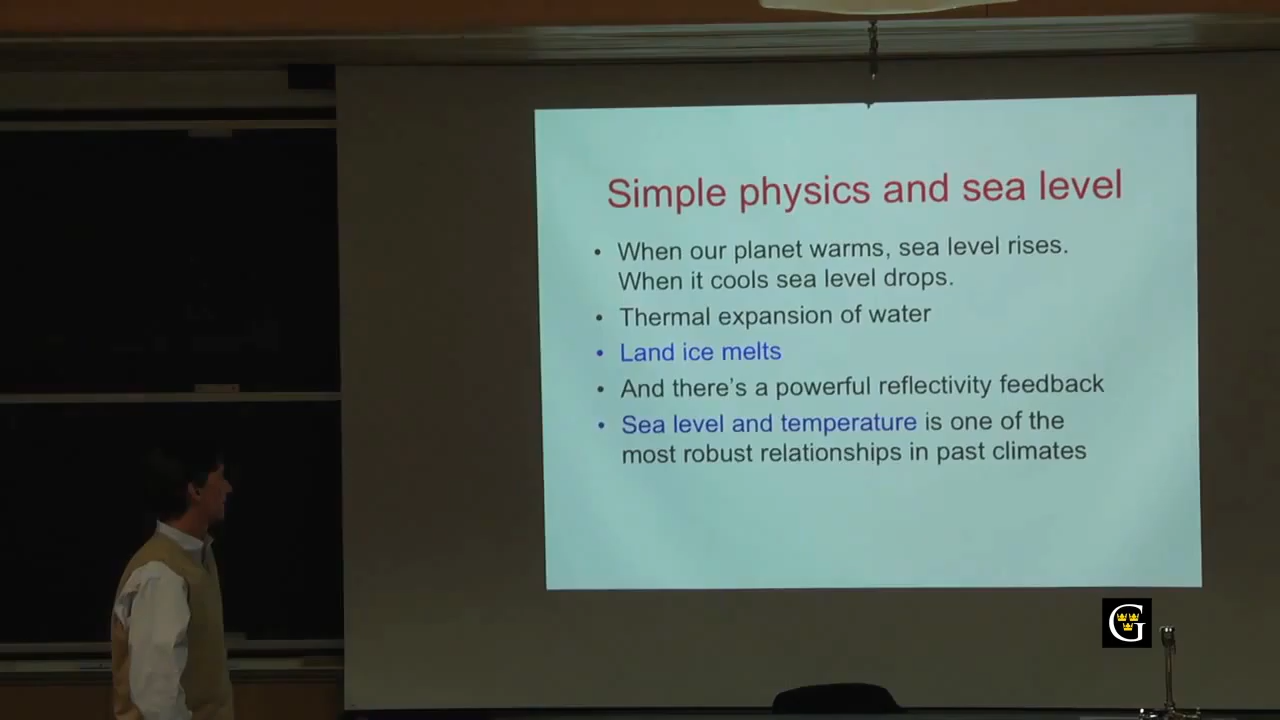 Simple physics and sea level
• When our planet warms, sea level rises.
When it cools sea level drops.
• Thermal expansion of water
• Land ice melts
• And there's a powerful reflectivity feedback
• Sea level and temperature is one of the
most robust relationships in past climates
G